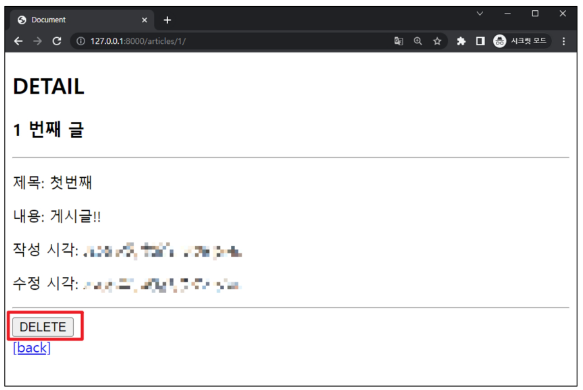 Document
127.0.0.1:8000/articles/1/
시크릿 모드
DETAIL
1 번째 글
제목: 첫번째
내용: 게시글!!
작성 시각:
수정 시각:
DELETE
[back]